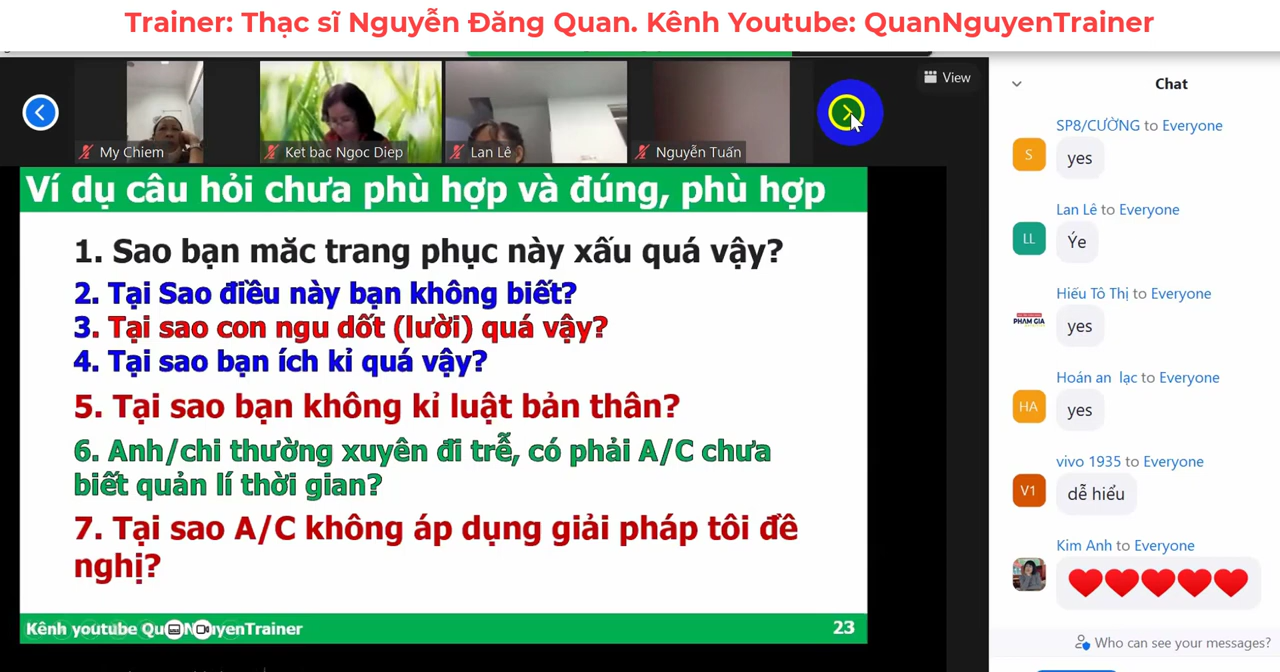 Trainer: Thạc sĩ Nguyễn Đăng Quan. Kênh Youtube: QuanNguyenTrainer
View
My Chiem
Ket bac Ngoc Diep
Lan Lê
Nguyễn Tuấn
Ví dụ câu hỏi chưa phù hợp và đúng, phù hợp
1. Sao bạn măc trang phục này xấu quá vậy?
2. Tại Sao điều này bạn không biết?
3. Tại sao con ngu dốt (lười) quá vậy?
4. Tại sao bạn ích kỉ quá vậy?
5. Tại sao bạn không kỉ luật bản thân?
6. Anh/chi thường xuyên đi trễ, có phải A/C chưa
biết quản lí thời gian?
7. Tại sao A/C không áp dụng giải pháp tôi đề
nghị?
Kênh youtube QuanNguyenTrainer
23
Chat
SP8/CƯỜNG to Everyone
S
yes
Lan Lê to Everyone
LL
Ýe
Hiếu Tô Thị to Everyone
PHẠM GIA
yes
Hoán an lạc to Everyone
HA
yes
vivo 1935 to Everyone
V1
dễ hiểu
Kim Anh to Everyone
Who can see your messages?